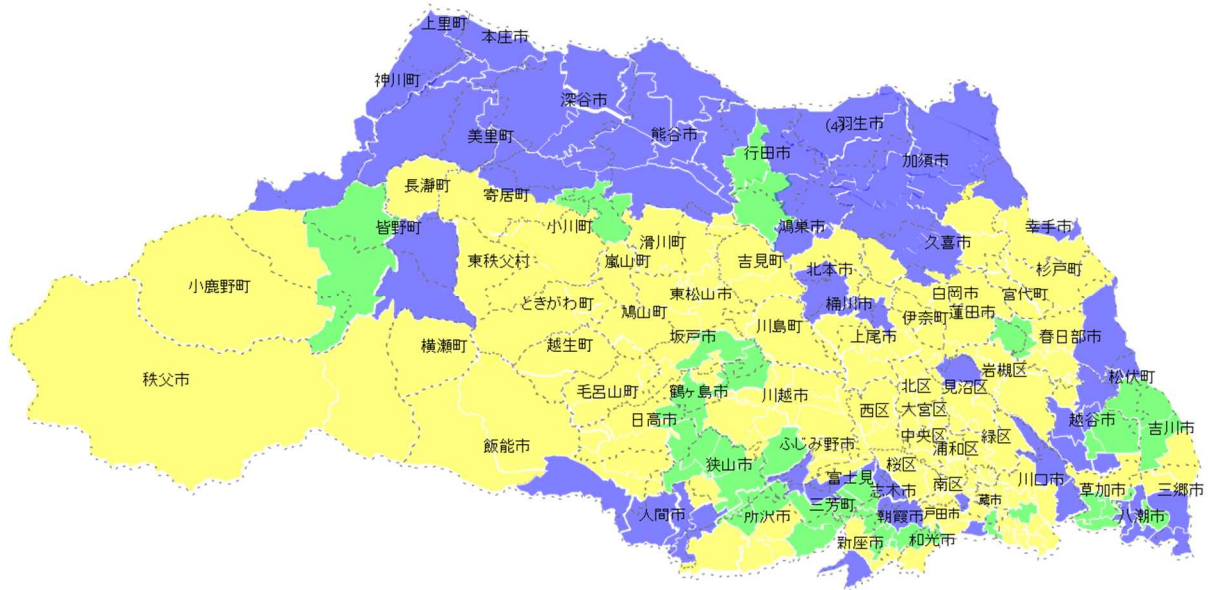 上里町
本庄市
神川町
深谷市
美里町
熊谷市
行田市
(4)
羽生市
加須市
長瀞町
寄居町
皆野町
小川町
滑川町
鴻巣市
久喜市
幸手市
東秩父村
嵐山町
吉見町
北本市
杉戸町
小鹿野町
ときがわ町
鳩山町
東松山市
桶川市
白岡市
宮代町
伊奈町
蓮田市
横瀬町
越生町
坂戸市
川島町
上尾市
春日部市
秩父市
岩槻区
松伏町
毛呂山町
鶴ヶ島市
川越市
北区
見沼区
日高市
西区
大宮区
越谷市
吉川市
飯能市
ふじみ野市
中央区
浦和区
緑区
狭山市
桜区
富士見
志木市
南区
川口市
草加市
三郷市
入間市
所沢市
三芳町
朝霞市
戸田市
蔵市
八潮市
新座市
和光市